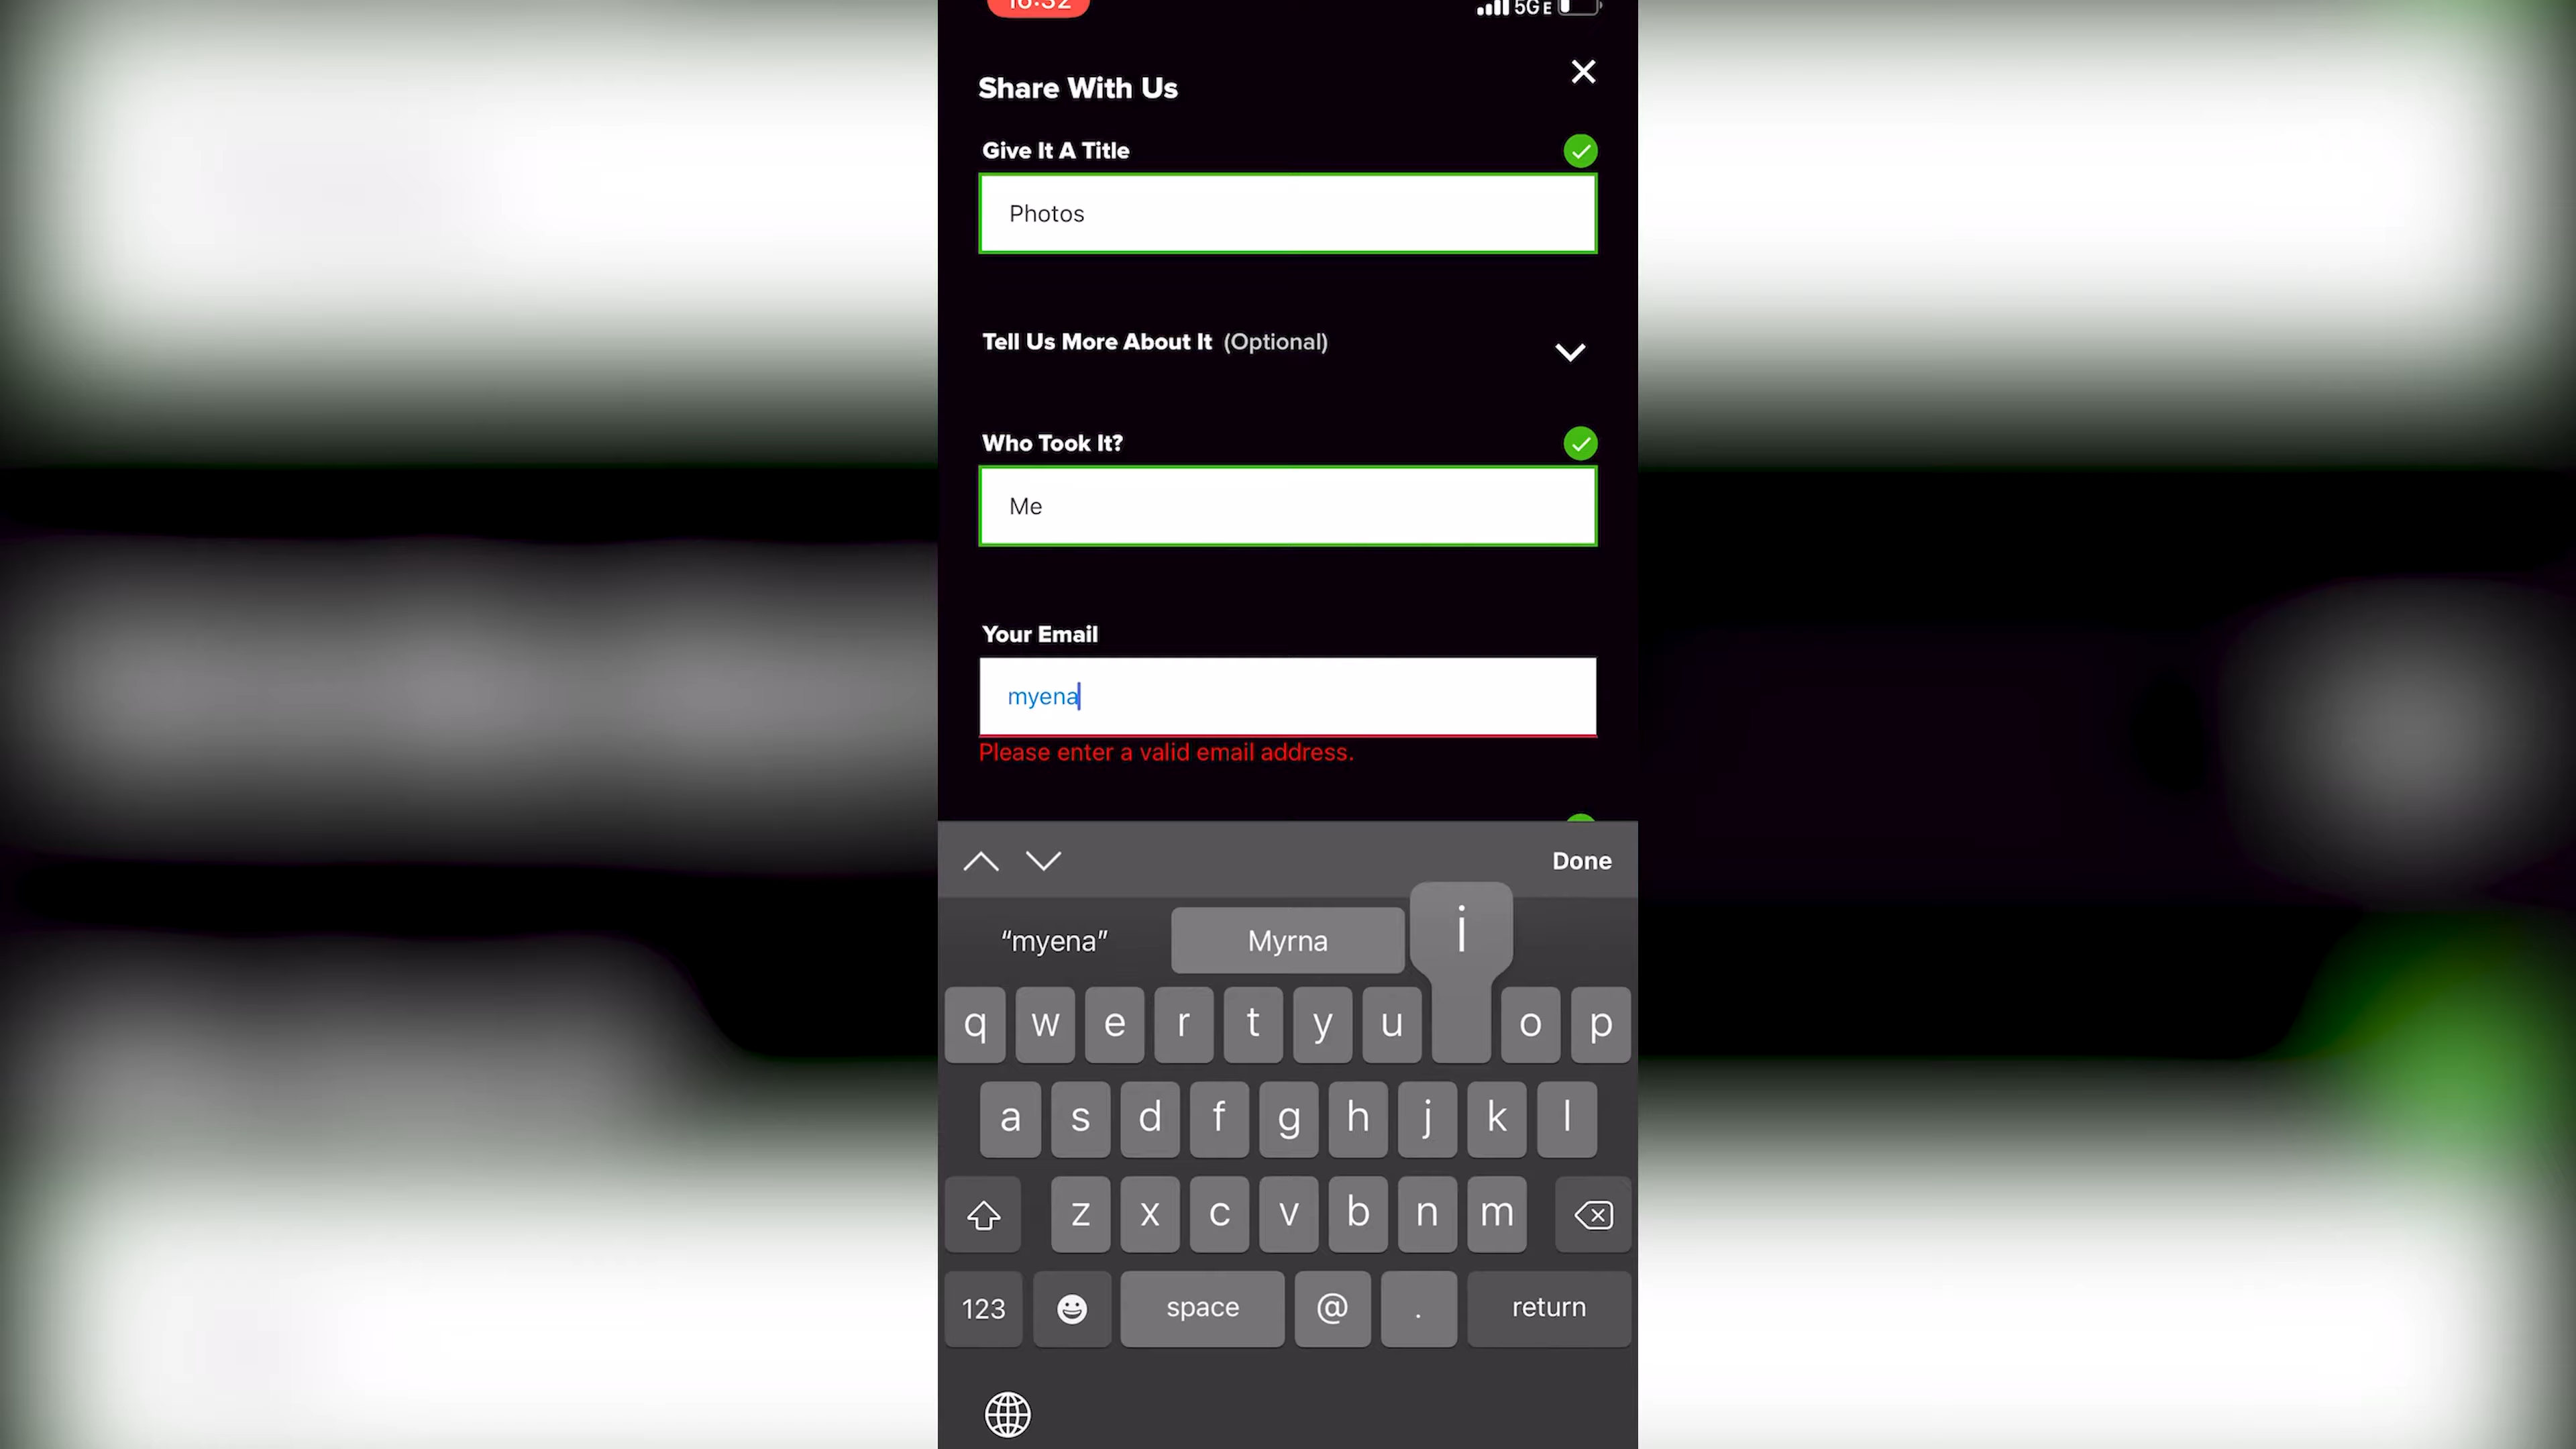 16:32
5GE
Share With Us
Give It A Title
Photos
Tell Us More About It (Optional)
Who Took It?
Me
Your Email
myena
Please enter a valid email address.
Done
“myena”
Myrna
i
q w e r t y u o p
a s d f g h j k l
z x c v b n m
123
space
@
.
return